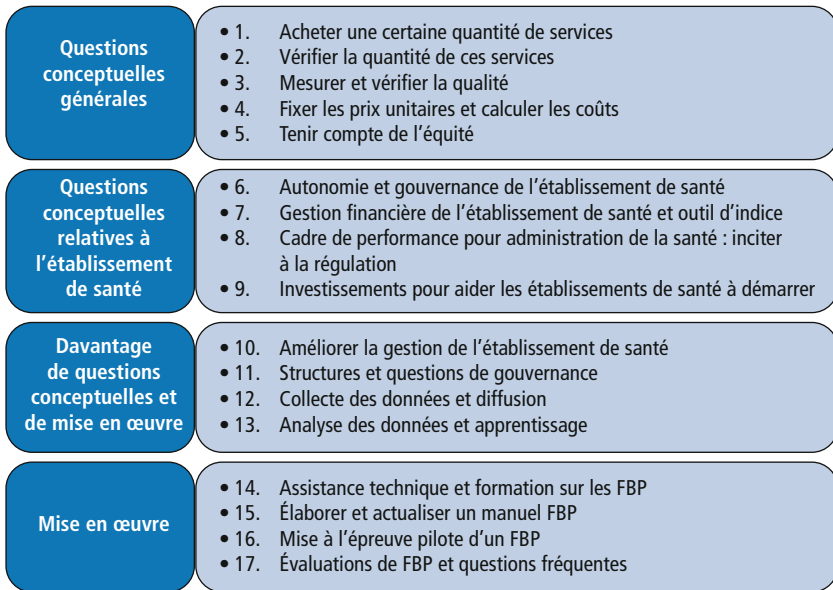 Questions
conceptuelles
générales
• 1. Acheter une certaine quantité de services
• 2. Vérifier la quantité de ces services
• 3. Mesurer et vérifier la qualité
• 4. Fixer les prix unitaires et calculer les coûts
• 5. Tenir compte de l’équité
Questions
conceptuelles
relatives à
l’établissement
de santé
• 6. Autonomie et gouvernance de l’établissement de santé
• 7. Gestion financière de l’établissement de santé et outil d’indice
• 8. Cadre de performance pour administration de la santé : inciter
à la régulation
• 9. Investissements pour aider les établissements de santé à démarrer
Davantage
de questions
conceptuelles et
de mise en œuvre
• 10. Améliorer la gestion de l’établissement de santé
• 11. Structures et questions de gouvernance
• 12. Collecte des données et diffusion
• 13. Analyse des données et apprentissage
Mise en œuvre
• 14. Assistance technique et formation sur les FBP
• 15. Élaborer et actualiser un manuel FBP
• 16. Mise à l’épreuve pilote d’un FBP
• 17. Évaluations de FBP et questions fréquentes